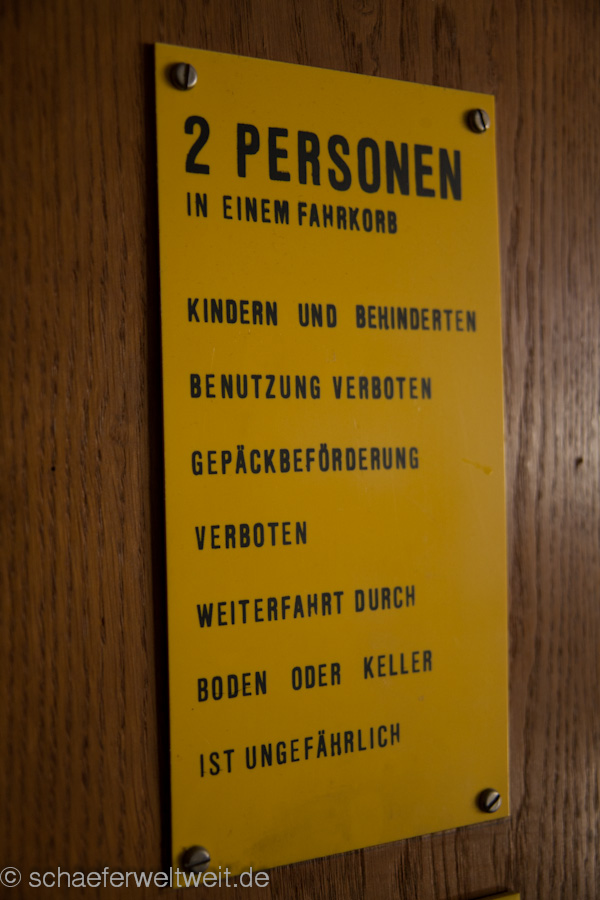 2 PERSONEN
IN EINEM FAHRKORB
KINDERN UND BEHINDERTEN
BENUTZUNG VERBOTEN
GEPÄCKBEFÖRDERUNG
VERBOTEN
WEITERFAHRT DURCH
BODEN ODER KELLER
IST UNGEFÄHRLICH
© schaeferweltweit.de